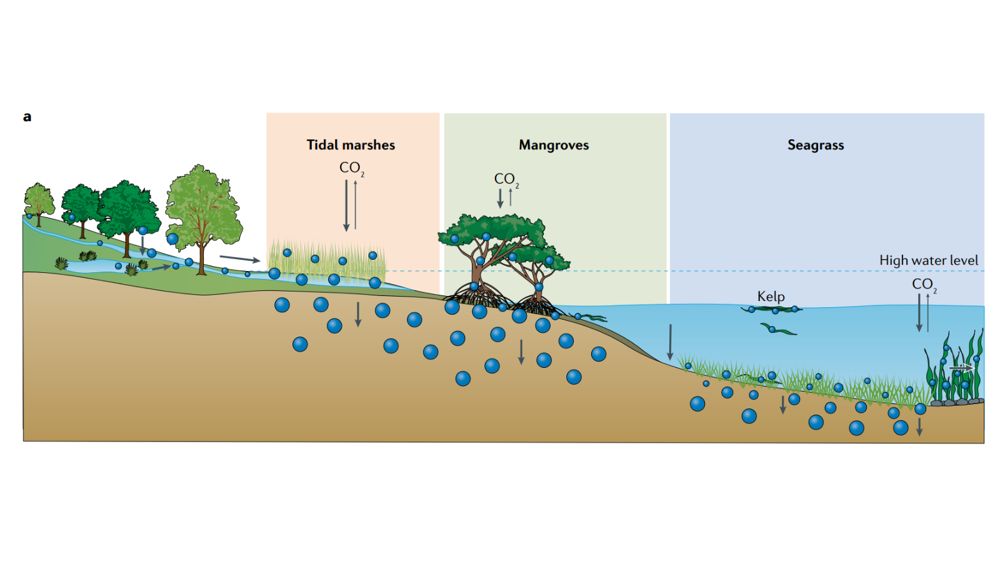 a
Tidal marshes
Mangroves
Seagrass
CO₂
CO₂
High water level
CO₂
Kelp